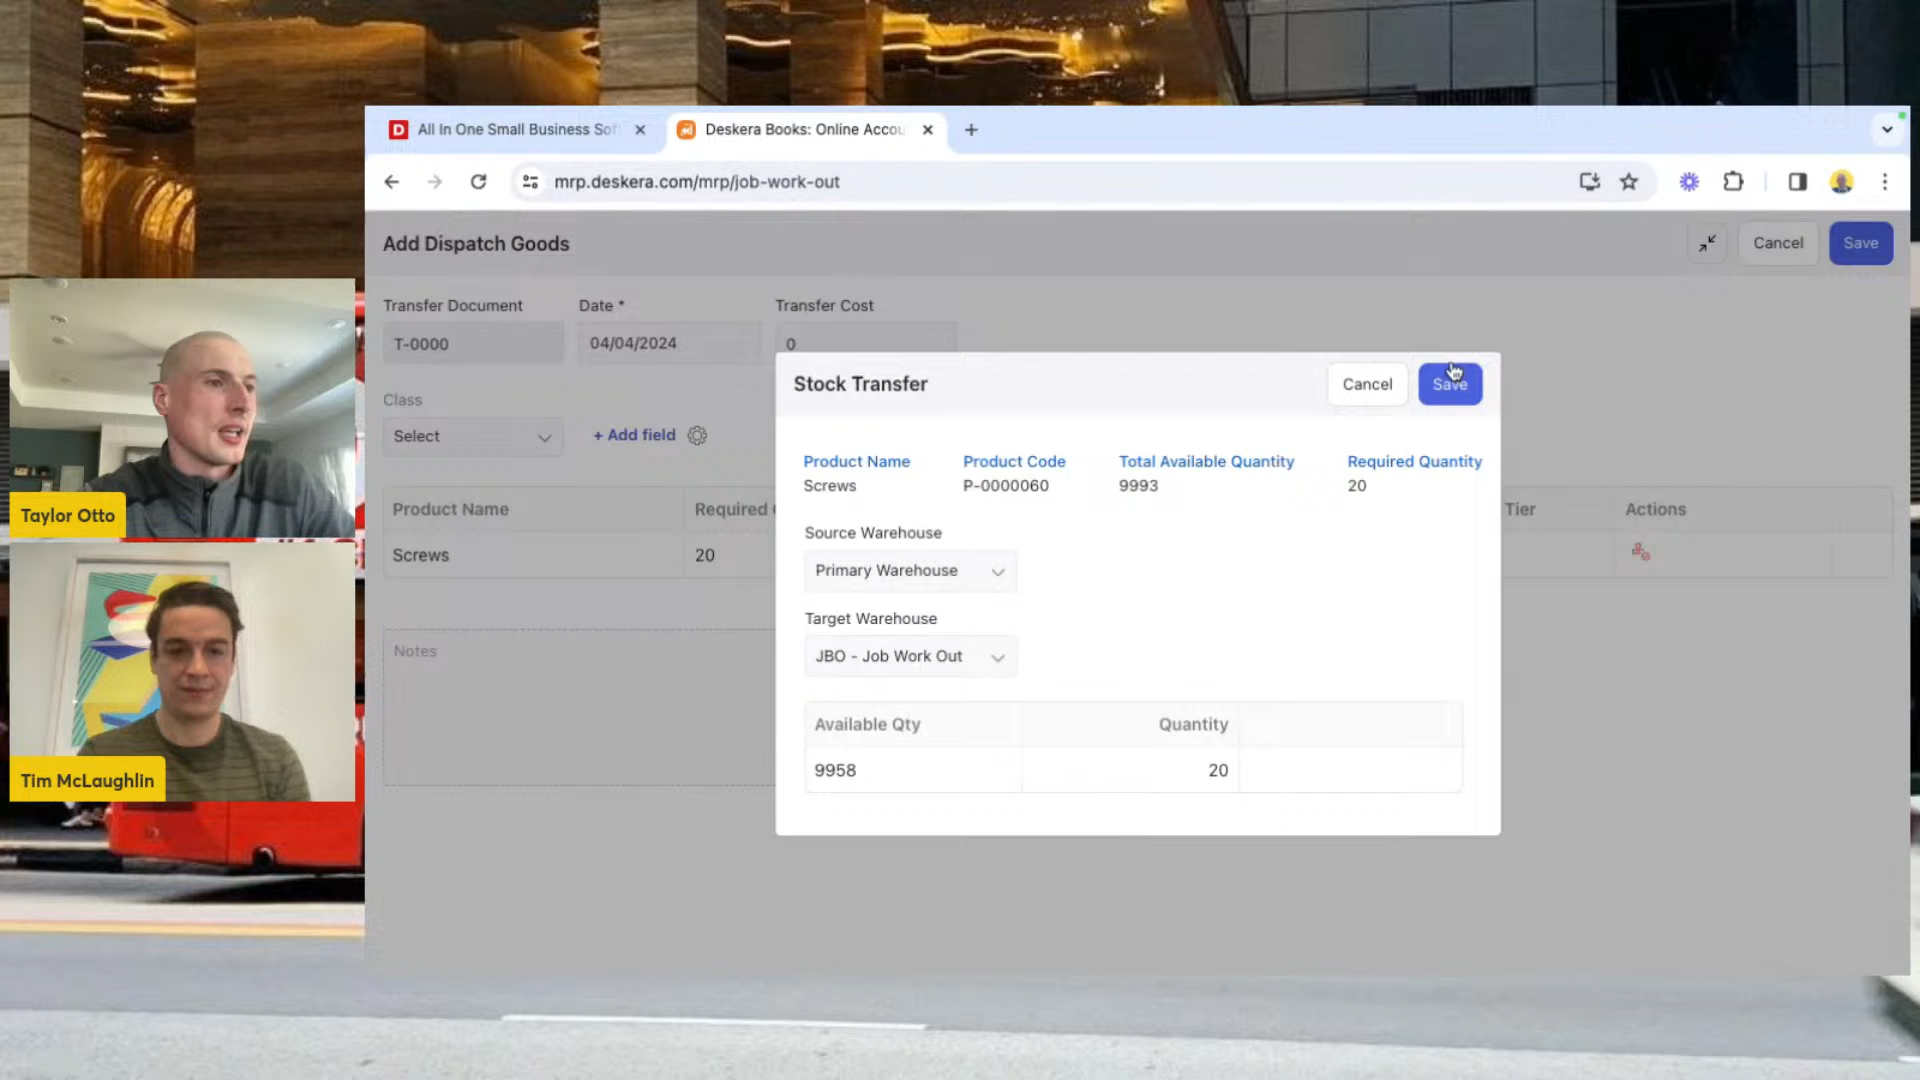 All In One Small Business Sof
Deskera Books: Online Accou
mrp.deskera.com/mrp/job-work-out
Add Dispatch Goods
Cancel
Save
Transfer Document
Date *
Transfer Cost
T-0000
04/04/2024
0
Class
Select
+ Add field
Product Name
Required
Tier
Actions
Screws
20
Notes
Stock Transfer
Cancel
Save
Product Name
Product Code
Total Available Quantity
Required Quantity
Screws
P-0000060
9993
20
Source Warehouse
Primary Warehouse
Target Warehouse
JBO - Job Work Out
Available Qty
Quantity
9958
20
Taylor Otto
Tim McLaughlin